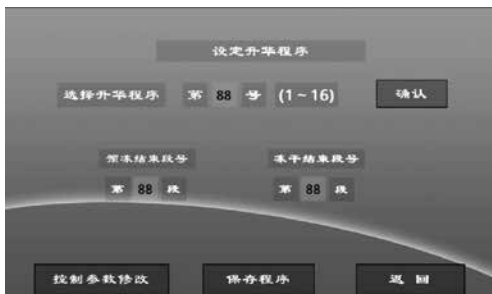 设定升华程序
选择升华程序 第 88 号 (1~16) 确认
预冻结束段号 冻干结束段号
第 88 段 第 88 段
控制参数修改 保存程序 返回